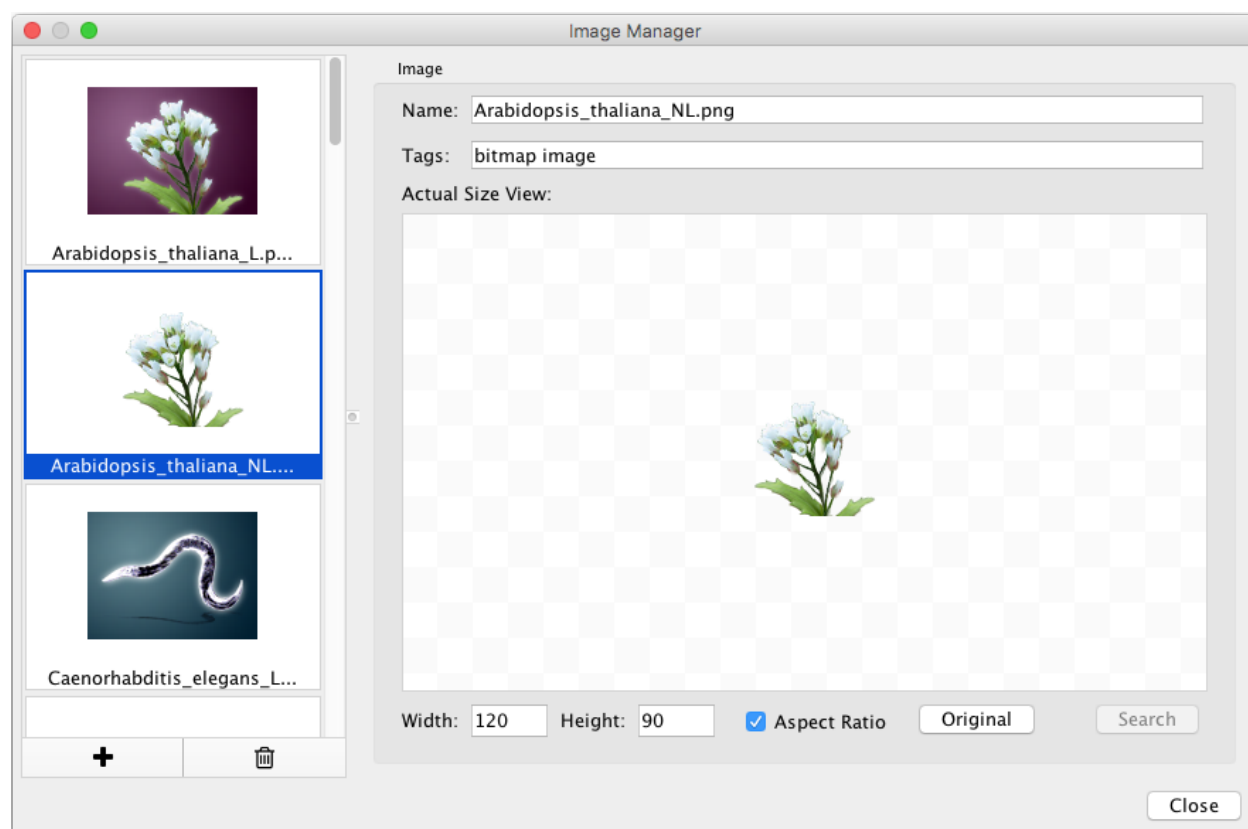 Image Manager
Arabidopsis_thaliana_L.p...
Arabidopsis_thaliana_NL....
Caenorhabditis_elegans_L...
Image
Name: Arabidopsis_thaliana_NL.png
Tags: bitmap image
Actual Size View:
Width: 120 Height: 90 Aspect Ratio Original Search
Close